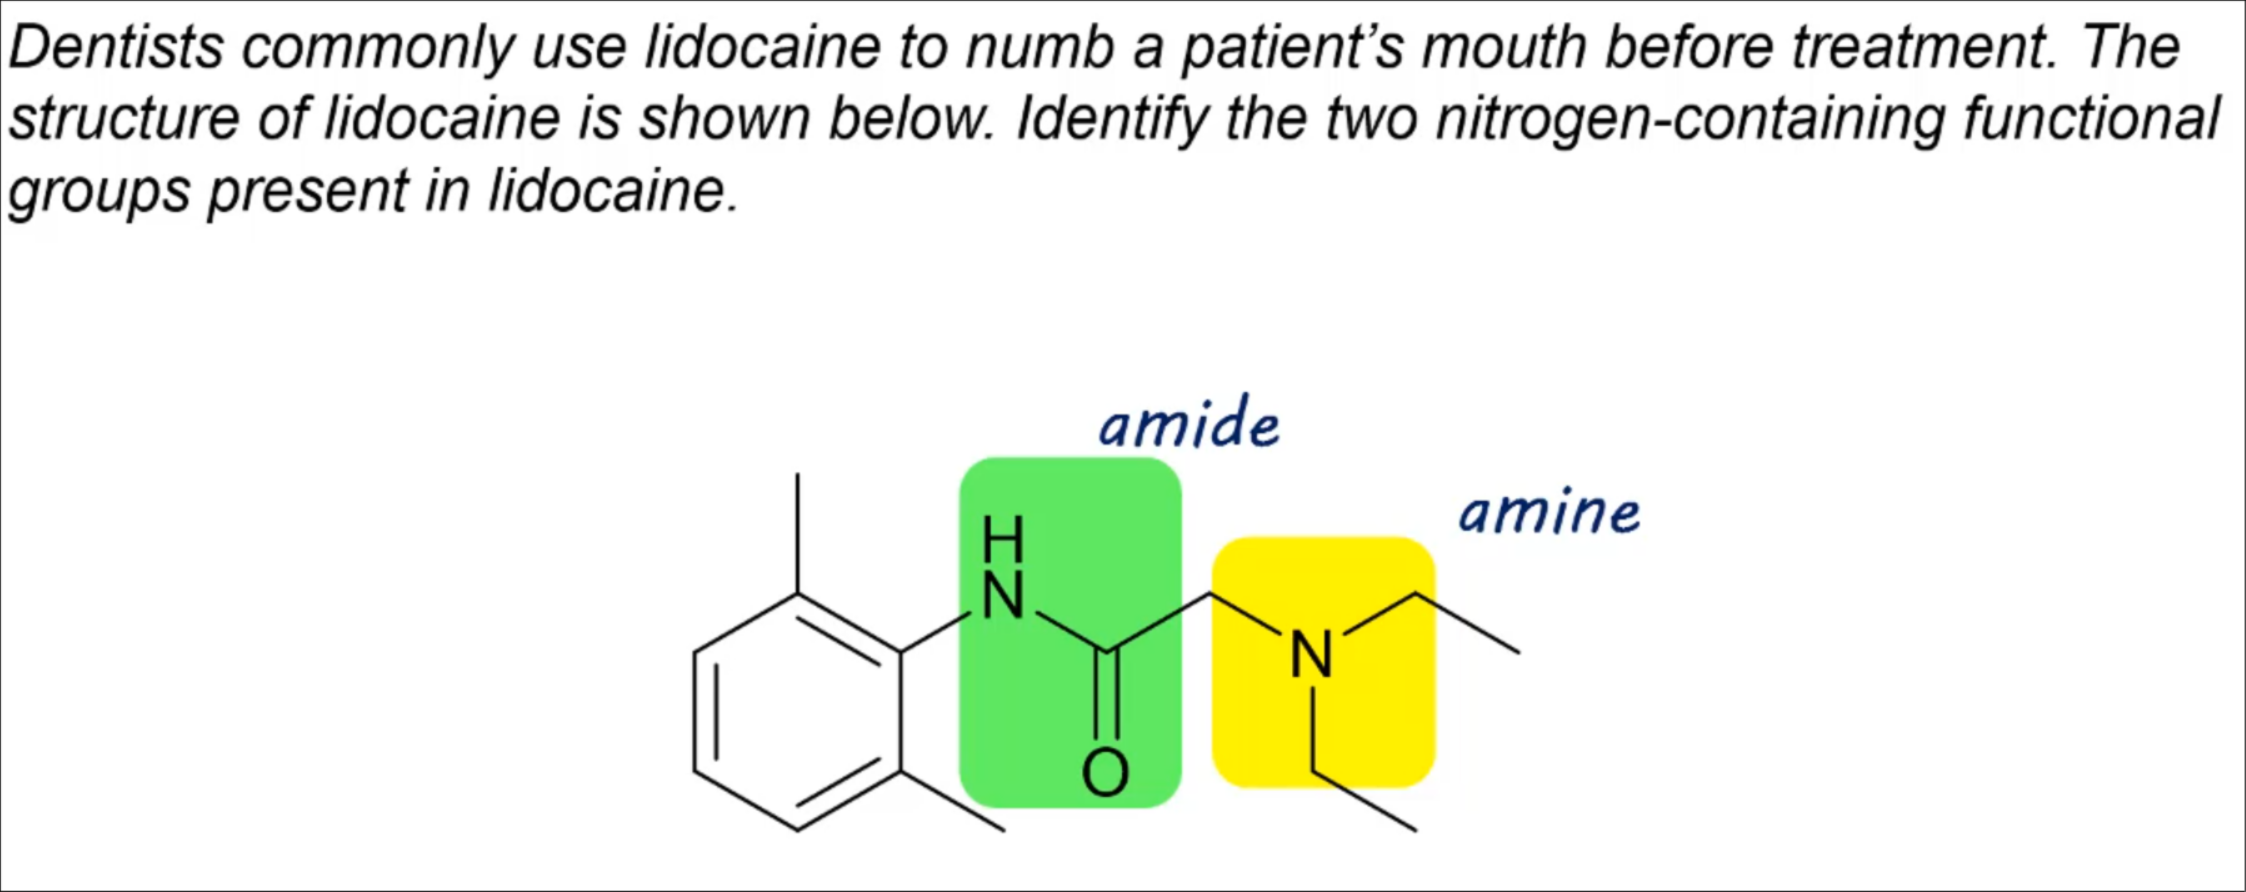 Dentists commonly use lidocaine to numb a patient’s mouth before treatment. The
structure of lidocaine is shown below. Identify the two nitrogen-containing functional
groups present in lidocaine.
amide
amine
H
N
N
O